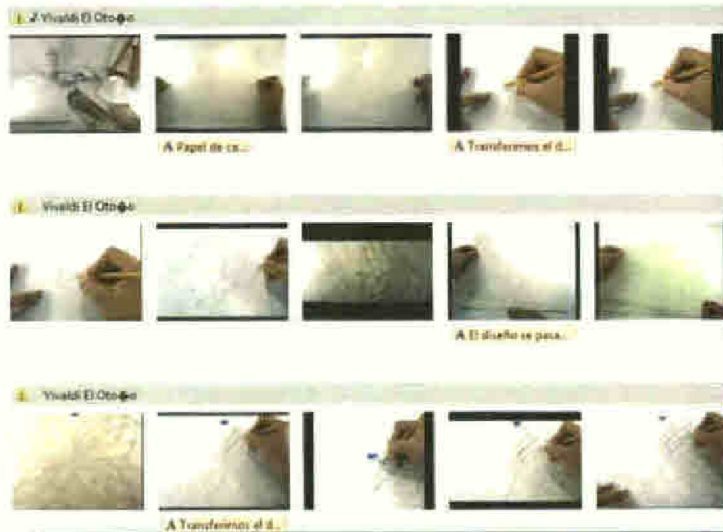 ♪ Vivaldi El Oto�o
A Papel de ca...
A Transferimos el d...
Vivaldi El Oto�o
A El diseño se pasa...
Vivaldi El Oto�o
A Transferimos el d...